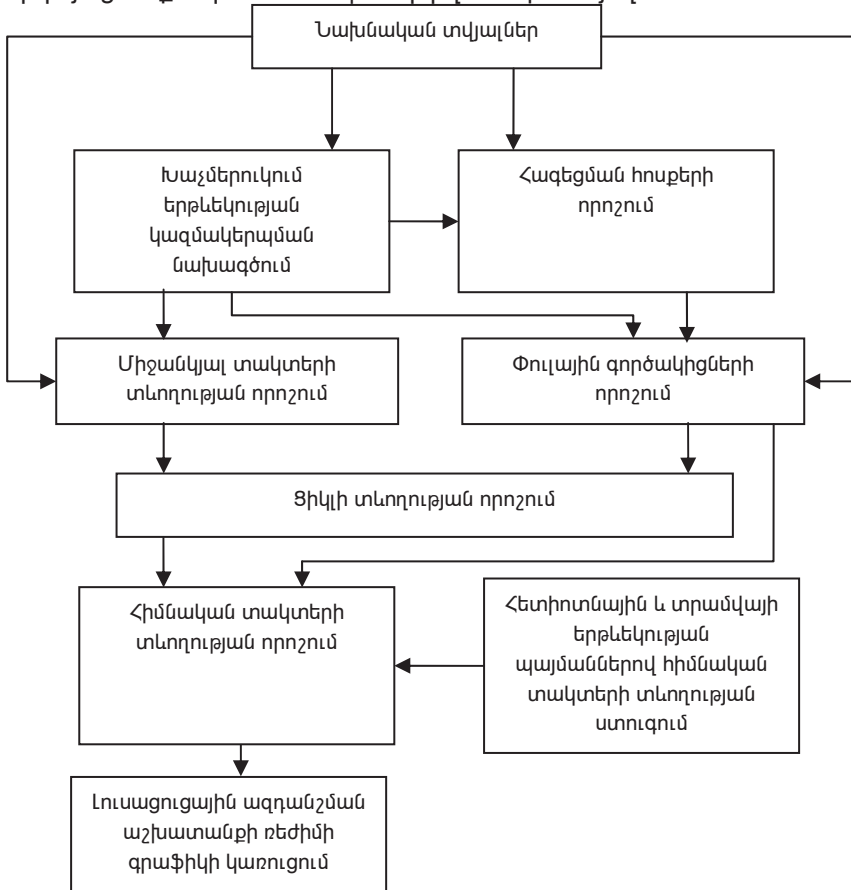 Նախնական տվյալներ
Խաչմերուկում
երթևեկության
կազմակերպման
նախագծում
Հագեցման հոսքերի
որոշում
Միջանկյալ տակտերի
տևողության որոշում
Փուլային գործակիցների
որոշում
Ցիկլի տևողության որոշում
Հիմնական տակտերի
տևողության որոշում
Հետիոտնային և տրամվայի
երթևեկության
պայմաններով հիմնական
տակտերի տևողության
ստուգում
Լուսացուցային ազդանշման
աշխատանքի ռեժիմի
գրաֆիկի կառուցում